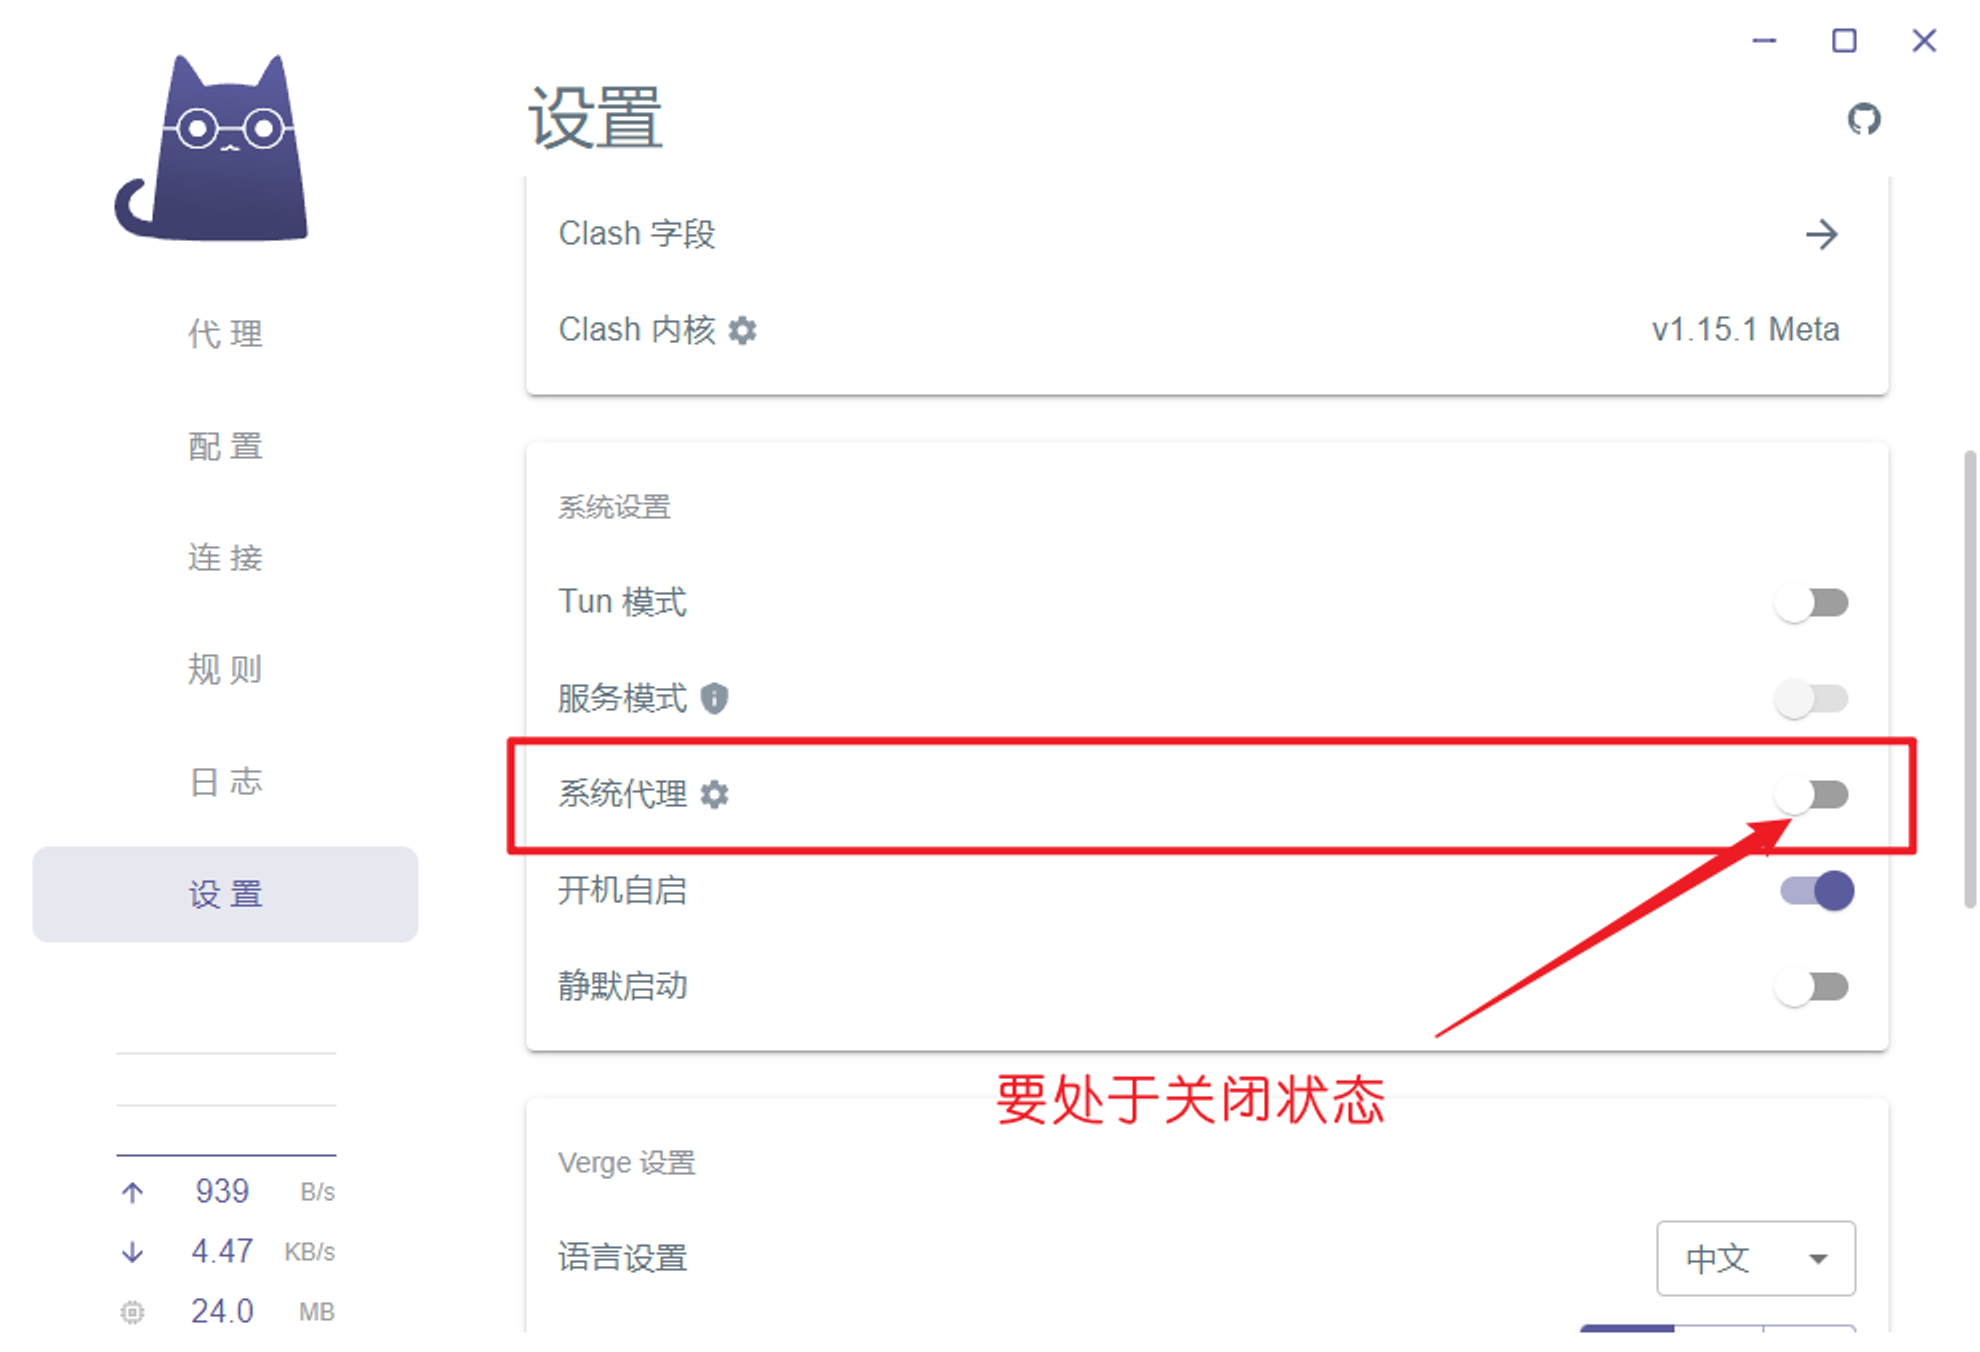 设置
Clash 字段
Clash 内核
v1.15.1 Meta
代理
配置
连接
规则
日志
设置
系统设置
Tun 模式
服务模式
系统代理
开机自启
静默启动
要处于关闭状态
Verge 设置
语言设置
中文
939 B/s
4.47 KB/s
24.0 MB